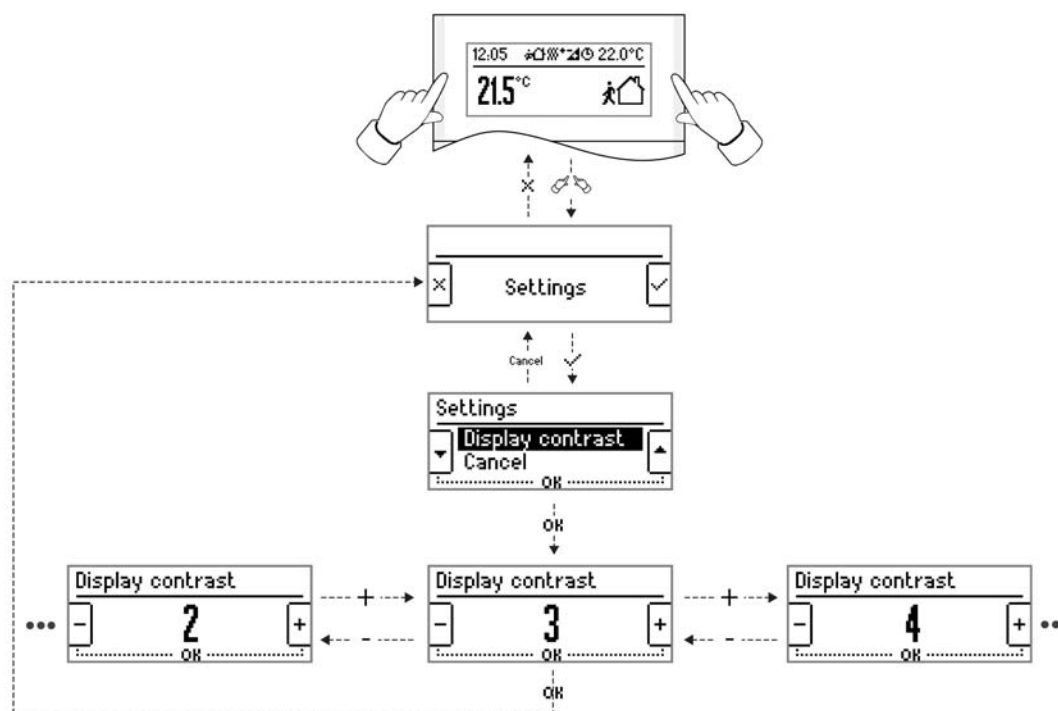 12:05 22.0°C
21.5°C
×
× Settings ✓
Cancel ✓
Settings
Display contrast
Cancel
OK
OK
Display contrast
- 2 +
OK
+
-
Display contrast
- 3 +
OK
+
-
Display contrast
- 4 +
OK
OK